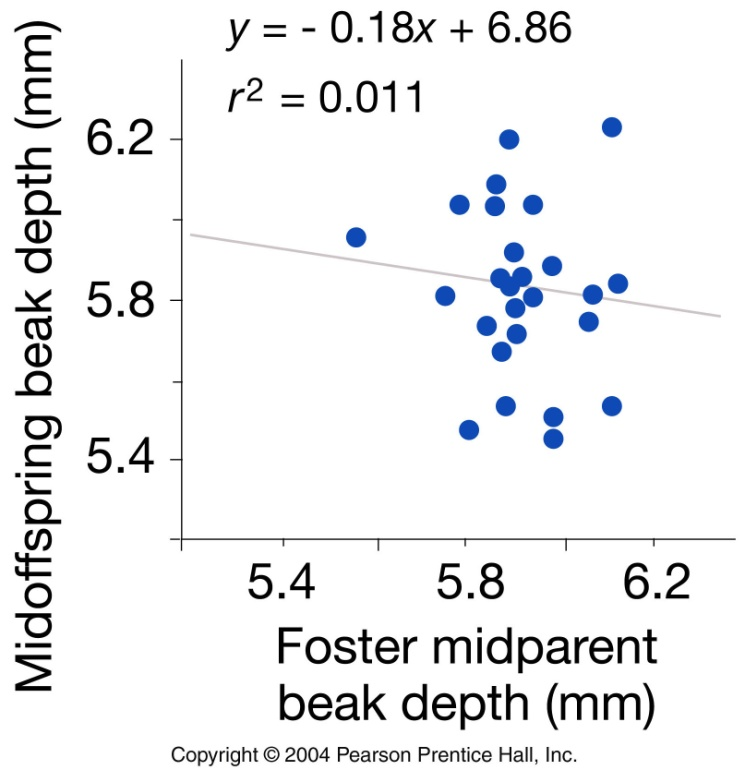 y = - 0.18x + 6.86
r² = 0.011
Midoffspring beak depth (mm)
6.2
5.8
5.4
5.4 5.8 6.2
Foster midparent
beak depth (mm)
Copyright © 2004 Pearson Prentice Hall, Inc.